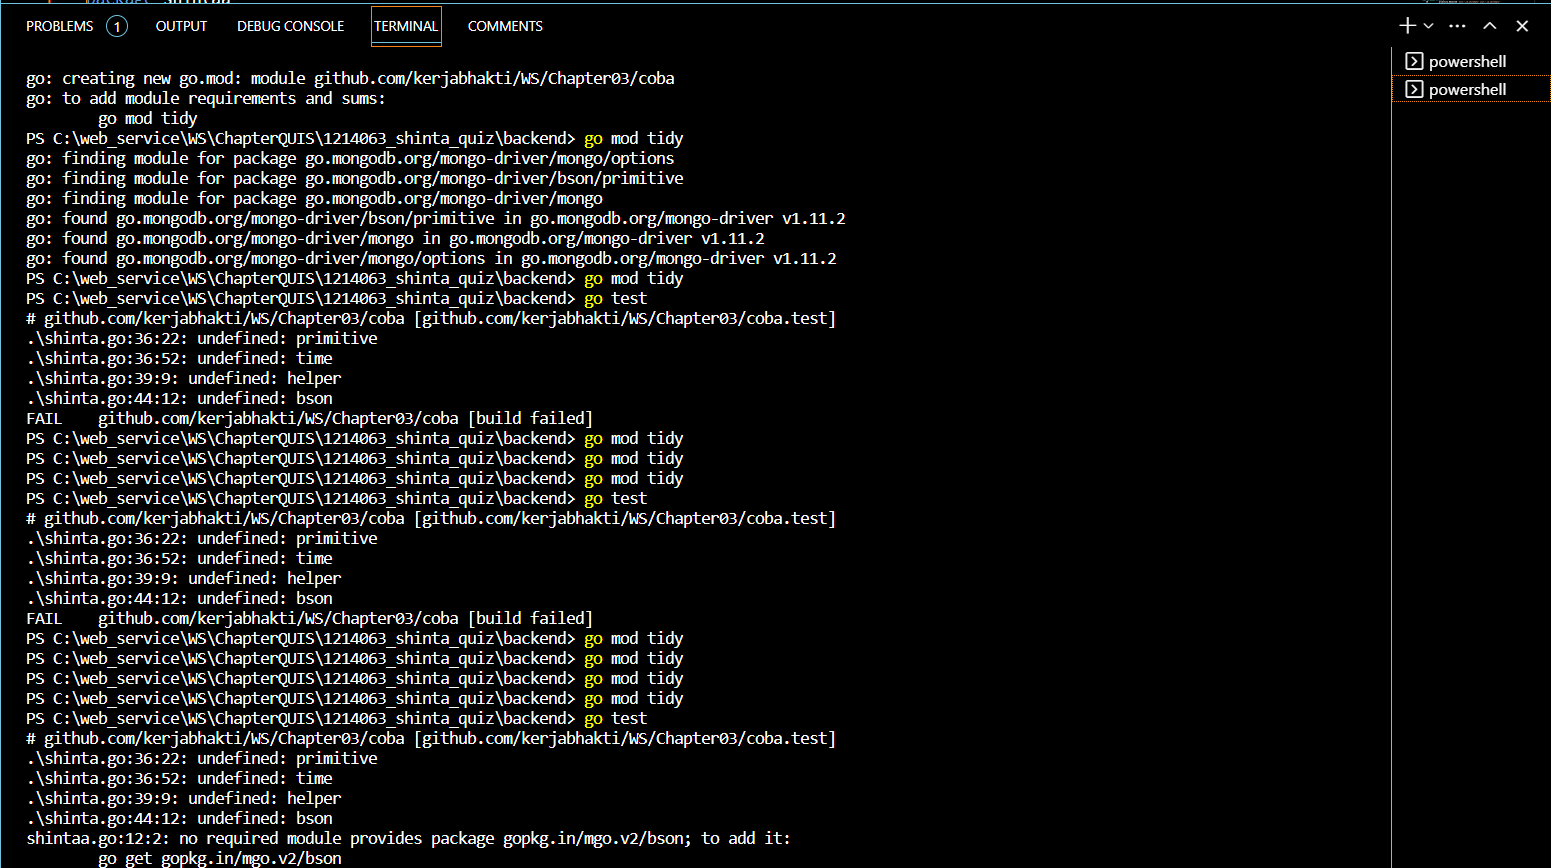 PROBLEMS 1 OUTPUT DEBUG CONSOLE TERMINAL COMMENTS
powershell
powershell
go: creating new go.mod: module github.com/kerjabhakti/WS/Chapter03/coba
go: to add module requirements and sums:
go mod tidy
PS C:\web_service\WS\ChapterQUIS\1214063_shinta_quiz\backend> go mod tidy
go: finding module for package go.mongodb.org/mongo-driver/mongo/options
go: finding module for package go.mongodb.org/mongo-driver/bson/primitive
go: finding module for package go.mongodb.org/mongo-driver/mongo
go: found go.mongodb.org/mongo-driver/bson/primitive in go.mongodb.org/mongo-driver v1.11.2
go: found go.mongodb.org/mongo-driver/mongo in go.mongodb.org/mongo-driver v1.11.2
go: found go.mongodb.org/mongo-driver/mongo/options in go.mongodb.org/mongo-driver v1.11.2
PS C:\web_service\WS\ChapterQUIS\1214063_shinta_quiz\backend> go mod tidy
PS C:\web_service\WS\ChapterQUIS\1214063_shinta_quiz\backend> go test
# github.com/kerjabhakti/WS/Chapter03/coba [github.com/kerjabhakti/WS/Chapter03/coba.test]
.\shinta.go:36:22: undefined: primitive
.\shinta.go:36:52: undefined: time
.\shinta.go:39:9: undefined: helper
.\shinta.go:44:12: undefined: bson
FAIL github.com/kerjabhakti/WS/Chapter03/coba [build failed]
PS C:\web_service\WS\ChapterQUIS\1214063_shinta_quiz\backend> go mod tidy
PS C:\web_service\WS\ChapterQUIS\1214063_shinta_quiz\backend> go mod tidy
PS C:\web_service\WS\ChapterQUIS\1214063_shinta_quiz\backend> go mod tidy
PS C:\web_service\WS\ChapterQUIS\1214063_shinta_quiz\backend> go test
# github.com/kerjabhakti/WS/Chapter03/coba [github.com/kerjabhakti/WS/Chapter03/coba.test]
.\shinta.go:36:22: undefined: primitive
.\shinta.go:36:52: undefined: time
.\shinta.go:39:9: undefined: helper
.\shinta.go:44:12: undefined: bson
FAIL github.com/kerjabhakti/WS/Chapter03/coba [build failed]
PS C:\web_service\WS\ChapterQUIS\1214063_shinta_quiz\backend> go mod tidy
PS C:\web_service\WS\ChapterQUIS\1214063_shinta_quiz\backend> go mod tidy
PS C:\web_service\WS\ChapterQUIS\1214063_shinta_quiz\backend> go mod tidy
PS C:\web_service\WS\ChapterQUIS\1214063_shinta_quiz\backend> go mod tidy
PS C:\web_service\WS\ChapterQUIS\1214063_shinta_quiz\backend> go test
# github.com/kerjabhakti/WS/Chapter03/coba [github.com/kerjabhakti/WS/Chapter03/coba.test]
.\shinta.go:36:22: undefined: primitive
.\shinta.go:36:52: undefined: time
.\shinta.go:39:9: undefined: helper
.\shinta.go:44:12: undefined: bson
shintaa.go:12:2: no required module provides package gopkg.in/mgo.v2/bson; to add it:
go get gopkg.in/mgo.v2/bson